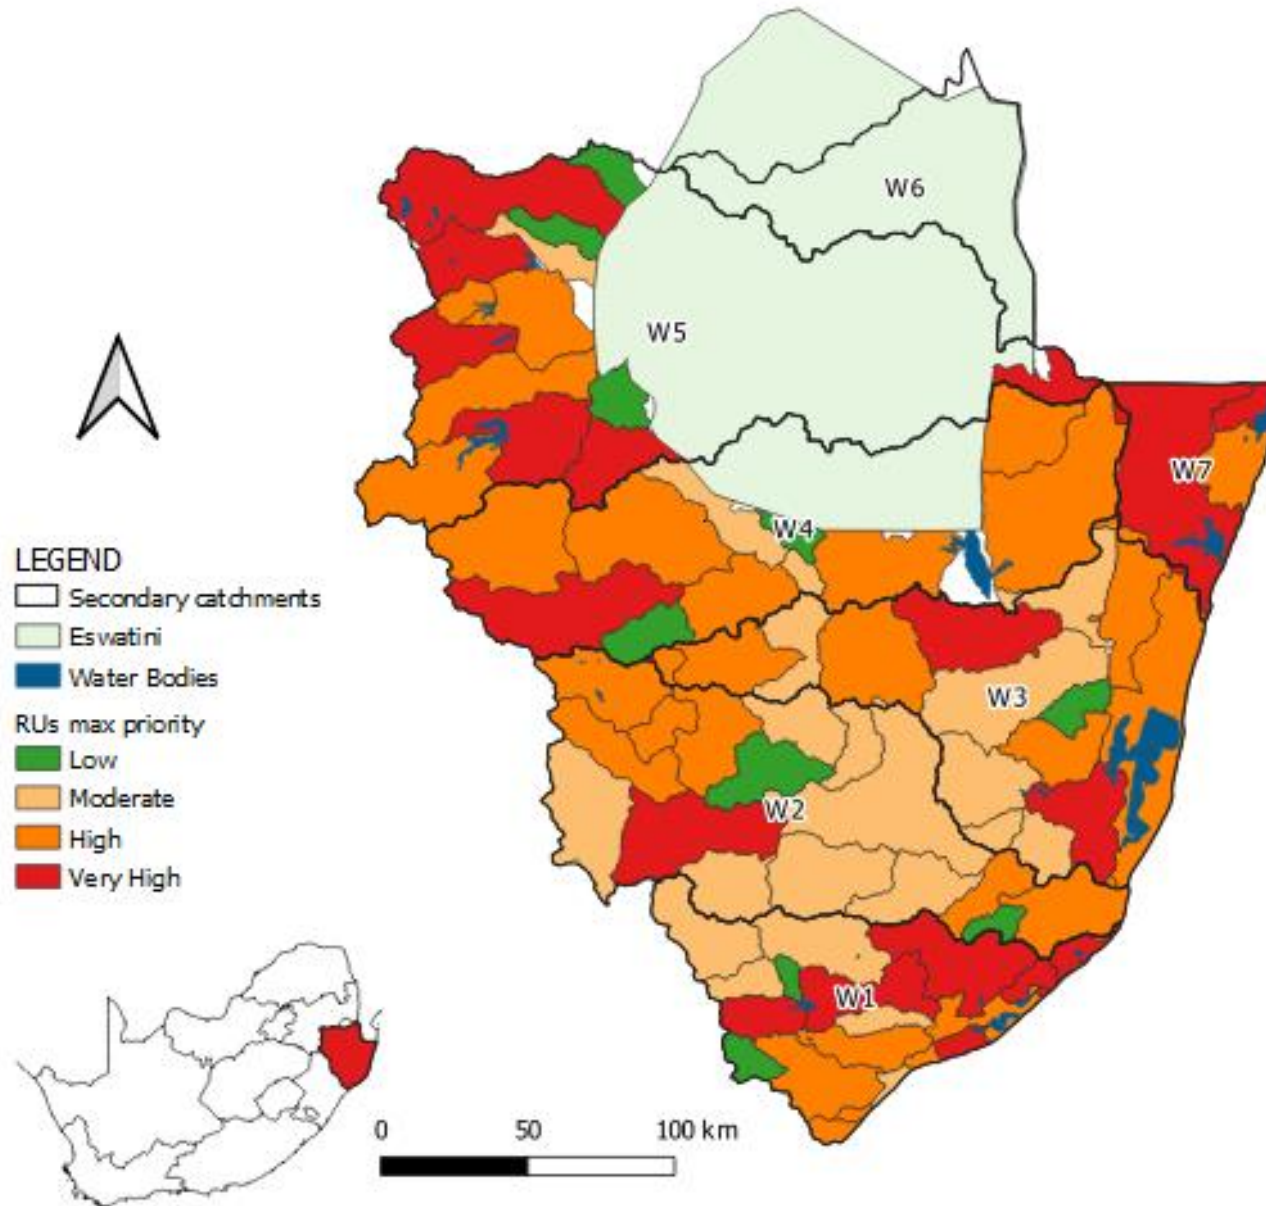 W6
W5
W7
W4
LEGEND
Secondary catchments
Eswatini
Water Bodies
RUs max priority
Low
Moderate
High
Very High
W3
W2
W1
0 50 100 km